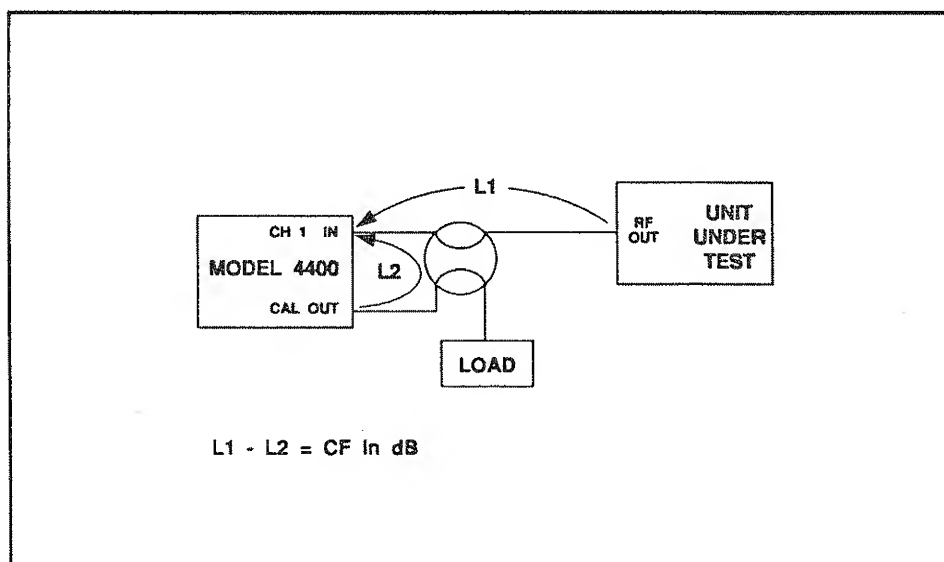 L1
CH 1 IN
MODEL 4400
CAL OUT
L2
RF
OUT
UNIT
UNDER
TEST
LOAD
L1 - L2 = CF in dB